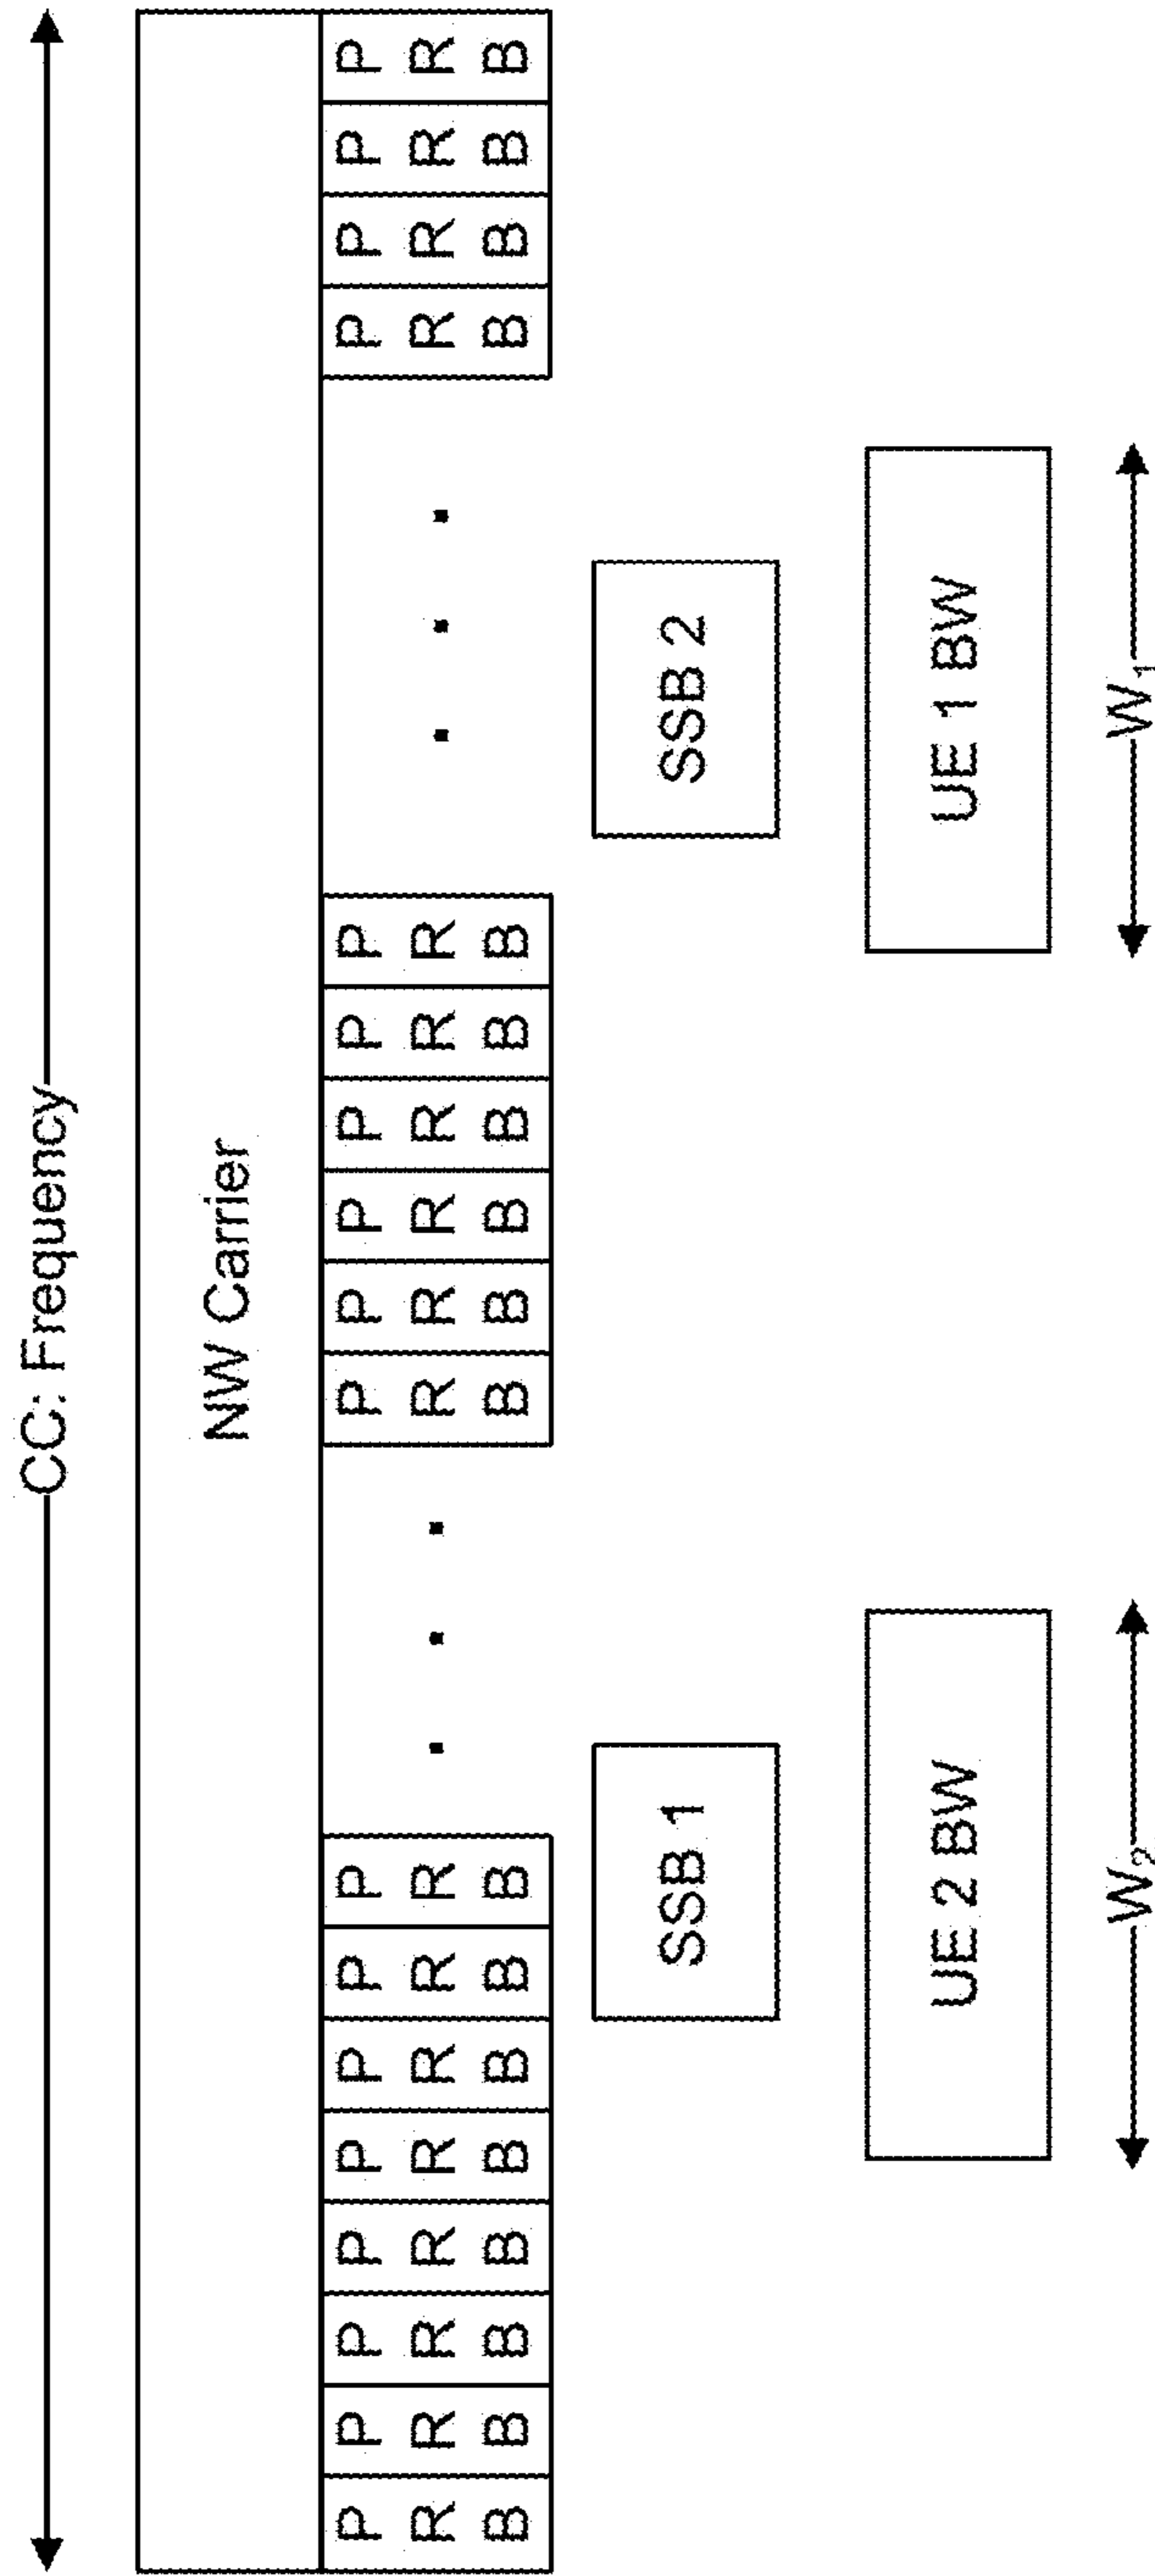 CC: Frequency
NW Carrier
PRB PRB PRB PRB PRB PRB PRB PRB . . . PRB PRB PRB PRB PRB PRB . . . PRB PRB PRB PRB
SSB 1
SSB 2
UE 2 BW
UE 1 BW
W₂
W₁